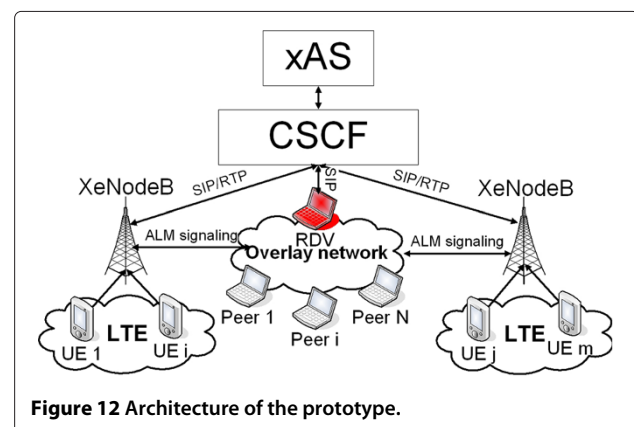 xAS
CSCF
XeNodeB
SIP/RTP
SIP
SIP/RTP
XeNodeB
RDV
ALM signaling
Overlay network
ALM signaling
Peer 1
Peer i
Peer N
LTE
UE 1
UE i
LTE
UE j
UE m
Figure 12 Architecture of the prototype.